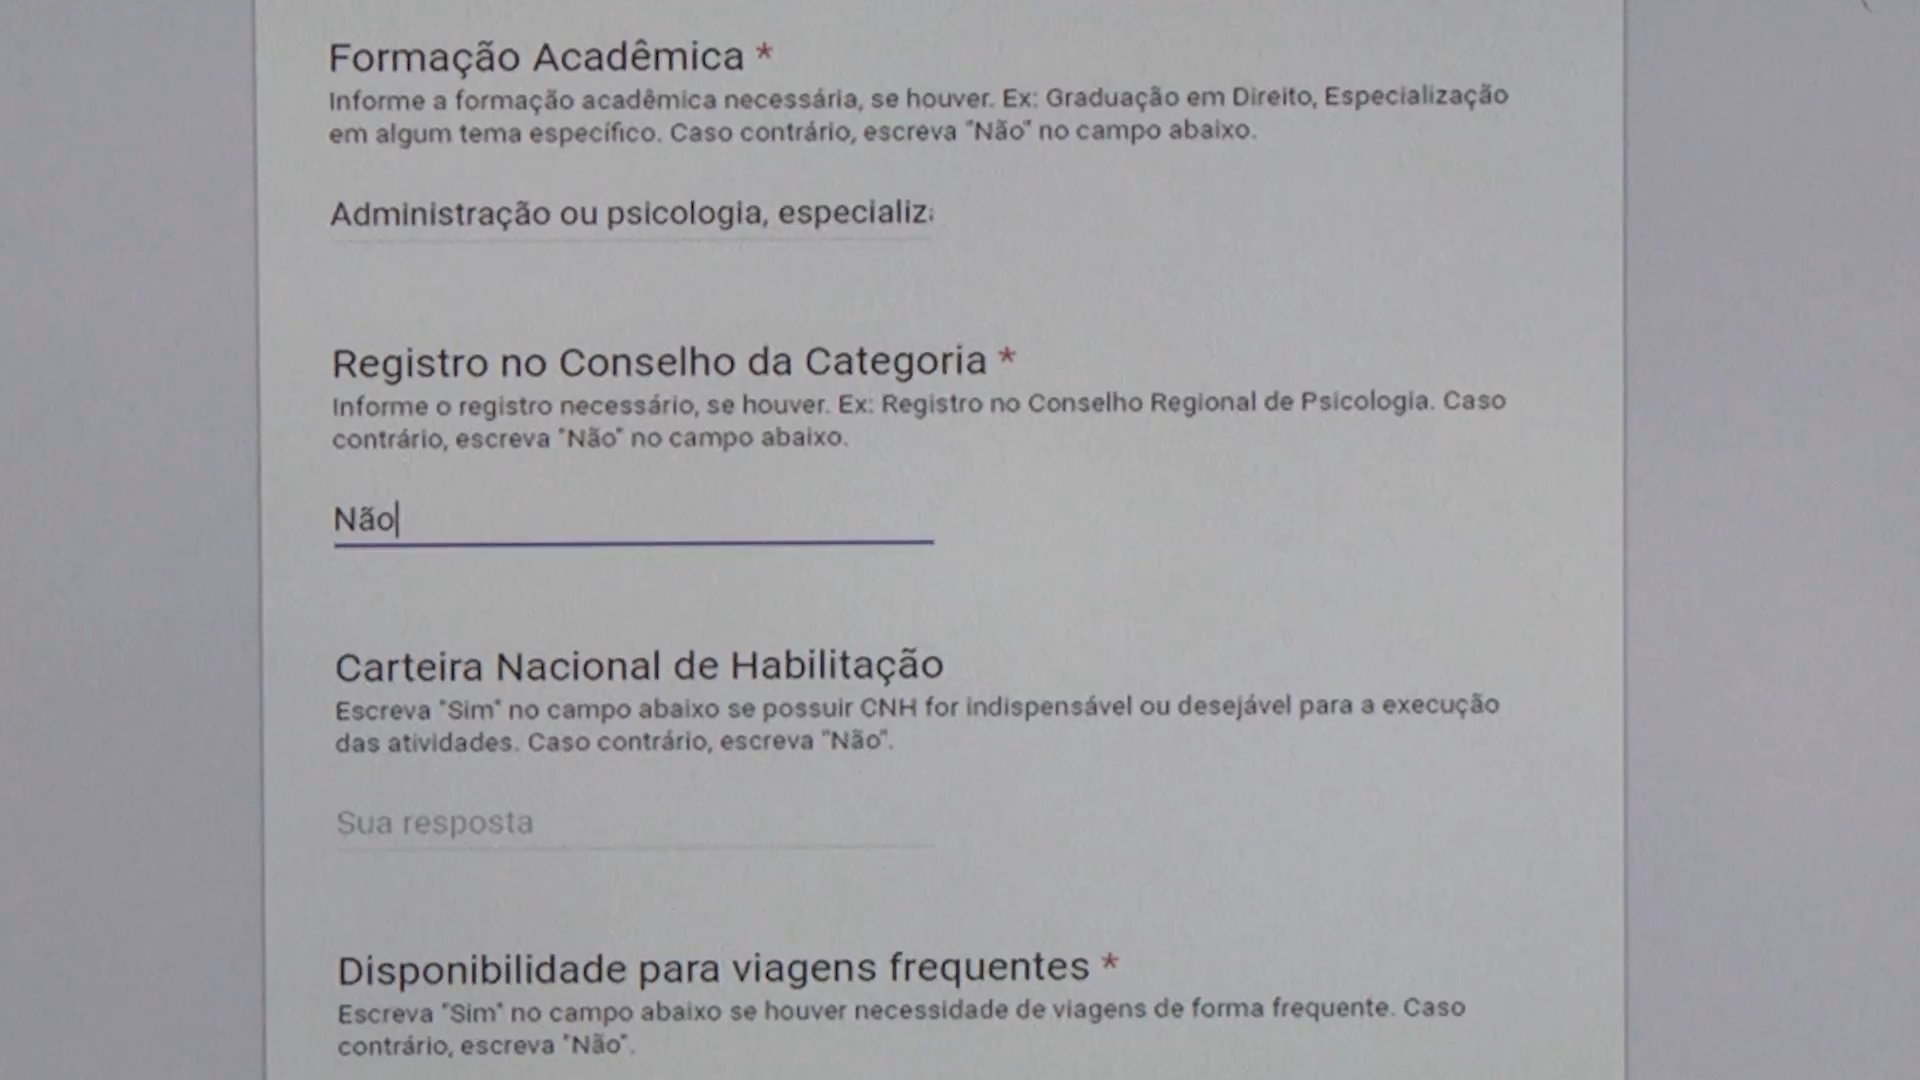 Formação Acadêmica *
Informe a formação acadêmica necessária, se houver. Ex: Graduação em Direito, Especialização
em algum tema específico. Caso contrário, escreva "Não" no campo abaixo.
Administração ou psicologia, especializ
Registro no Conselho da Categoria *
Informe o registro necessário, se houver. Ex: Registro no Conselho Regional de Psicologia. Caso
contrário, escreva "Não" no campo abaixo.
Não
Carteira Nacional de Habilitação
Escreva "Sim" no campo abaixo se possuir CNH for indispensável ou desejável para a execução
das atividades. Caso contrário, escreva "Não".
Sua resposta
Disponibilidade para viagens frequentes *
Escreva "Sim" no campo abaixo se houver necessidade de viagens de forma frequente. Caso
contrário, escreva "Não".